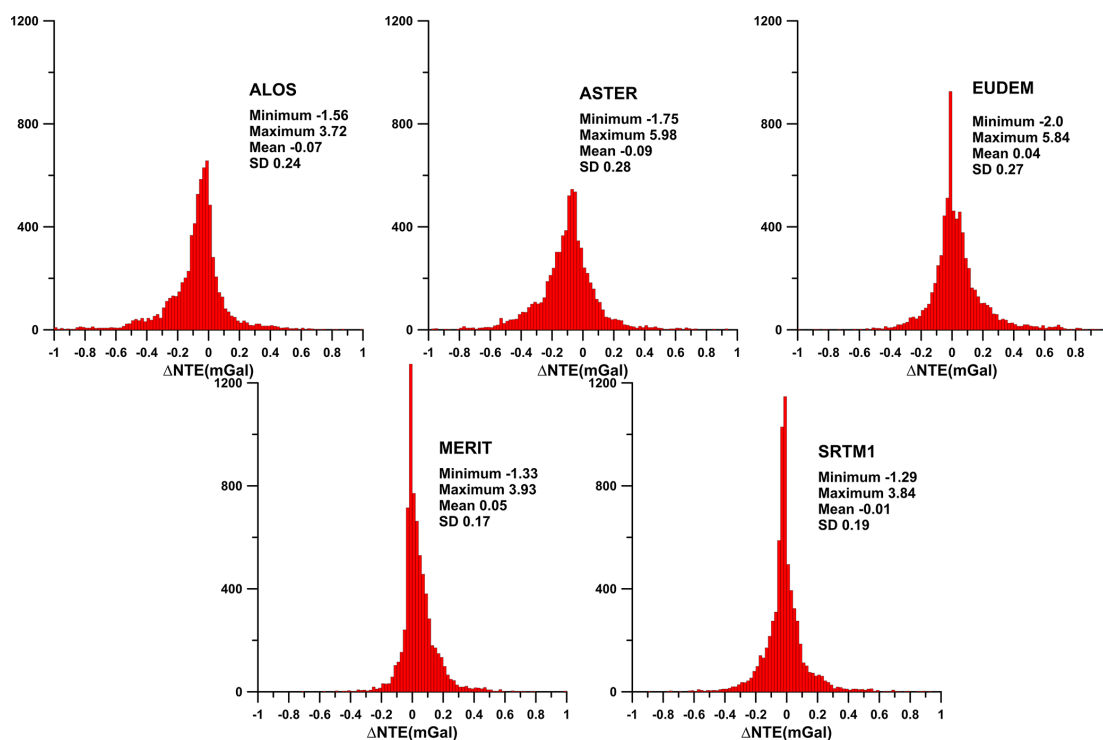 1200
800
400
0
-1 -0.8 -0.6 -0.4 -0.2 0 0.2 0.4 0.6 0.8 1
ΔNTE(mGal)
ALOS
Minimum -1.56
Maximum 3.72
Mean -0.07
SD 0.24
1200
800
400
0
-1 -0.8 -0.6 -0.4 -0.2 0 0.2 0.4 0.6 0.8 1
ΔNTE(mGal)
ASTER
Minimum -1.75
Maximum 5.98
Mean -0.09
SD 0.28
1200
800
400
0
-1 -0.8 -0.6 -0.4 -0.2 0 0.2 0.4 0.6 0.8
ΔNTE(mGal)
EUDEM
Minimum -2.0
Maximum 5.84
Mean 0.04
SD 0.27
1200
800
400
0
-1 -0.8 -0.6 -0.4 -0.2 0 0.2 0.4 0.6 0.8 1
ΔNTE(mGal)
MERIT
Minimum -1.33
Maximum 3.93
Mean 0.05
SD 0.17
1200
800
400
0
-1 -0.8 -0.6 -0.4 -0.2 0 0.2 0.4 0.6 0.8 1
ΔNTE(mGal)
SRTM1
Minimum -1.29
Maximum 3.84
Mean -0.01
SD 0.19